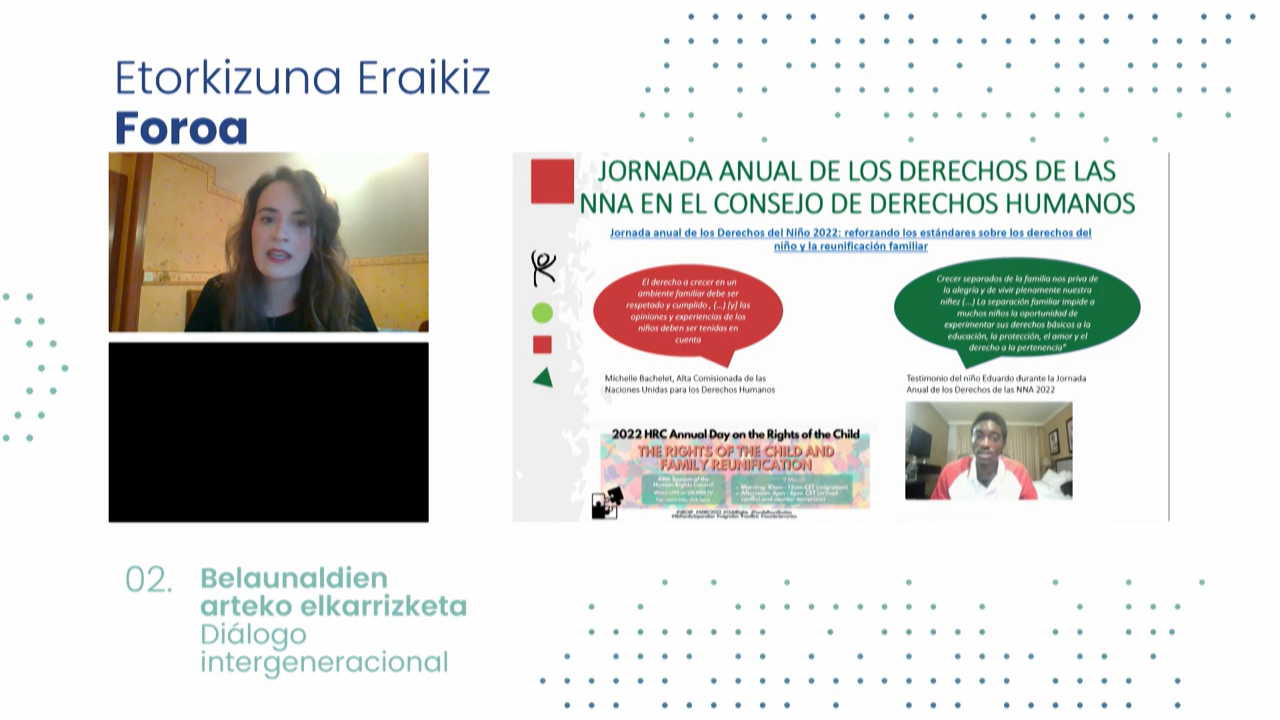 Etorkizuna Eraikiz
Foroa
JORNADA ANUAL DE LOS DERECHOS DE LAS
NNA EN EL CONSEJO DE DERECHOS HUMANOS
Jornada anual de los Derechos del Niño 2022: reforzando los estándares sobre los derechos del
niño y la reunificación familiar
El derecho a crecer en un
ambiente familiar debe ser
respetado y cumplido , (...) [y] las
opiniones y experiencias de los
niños deben ser tenidas en
cuenta
Michelle Bachelet, Alta Comisionada de las
Naciones Unidas para los Derechos Humanos
Crecer separados de la familia nos priva de
la alegría y de vivir plenamente nuestra
niñez (...) La separación familiar impide a
muchos niños la oportunidad de
experimentar sus derechos básicos a la
educación, la protección, el amor y el
derecho a la pertenencia"
Testimonio del niño Eduardo durante la Jornada
Anual de los Derechos de las NNA 2022
2022 HRC Annual Day on the Rights of the Child
THE RIGHTS OF THE CHILD AND
FAMILY REUNIFICATION
49th Session of the
Human Rights Council
02.
Belaunaldien
arteko elkarrizketa
Diálogo
intergeneracional